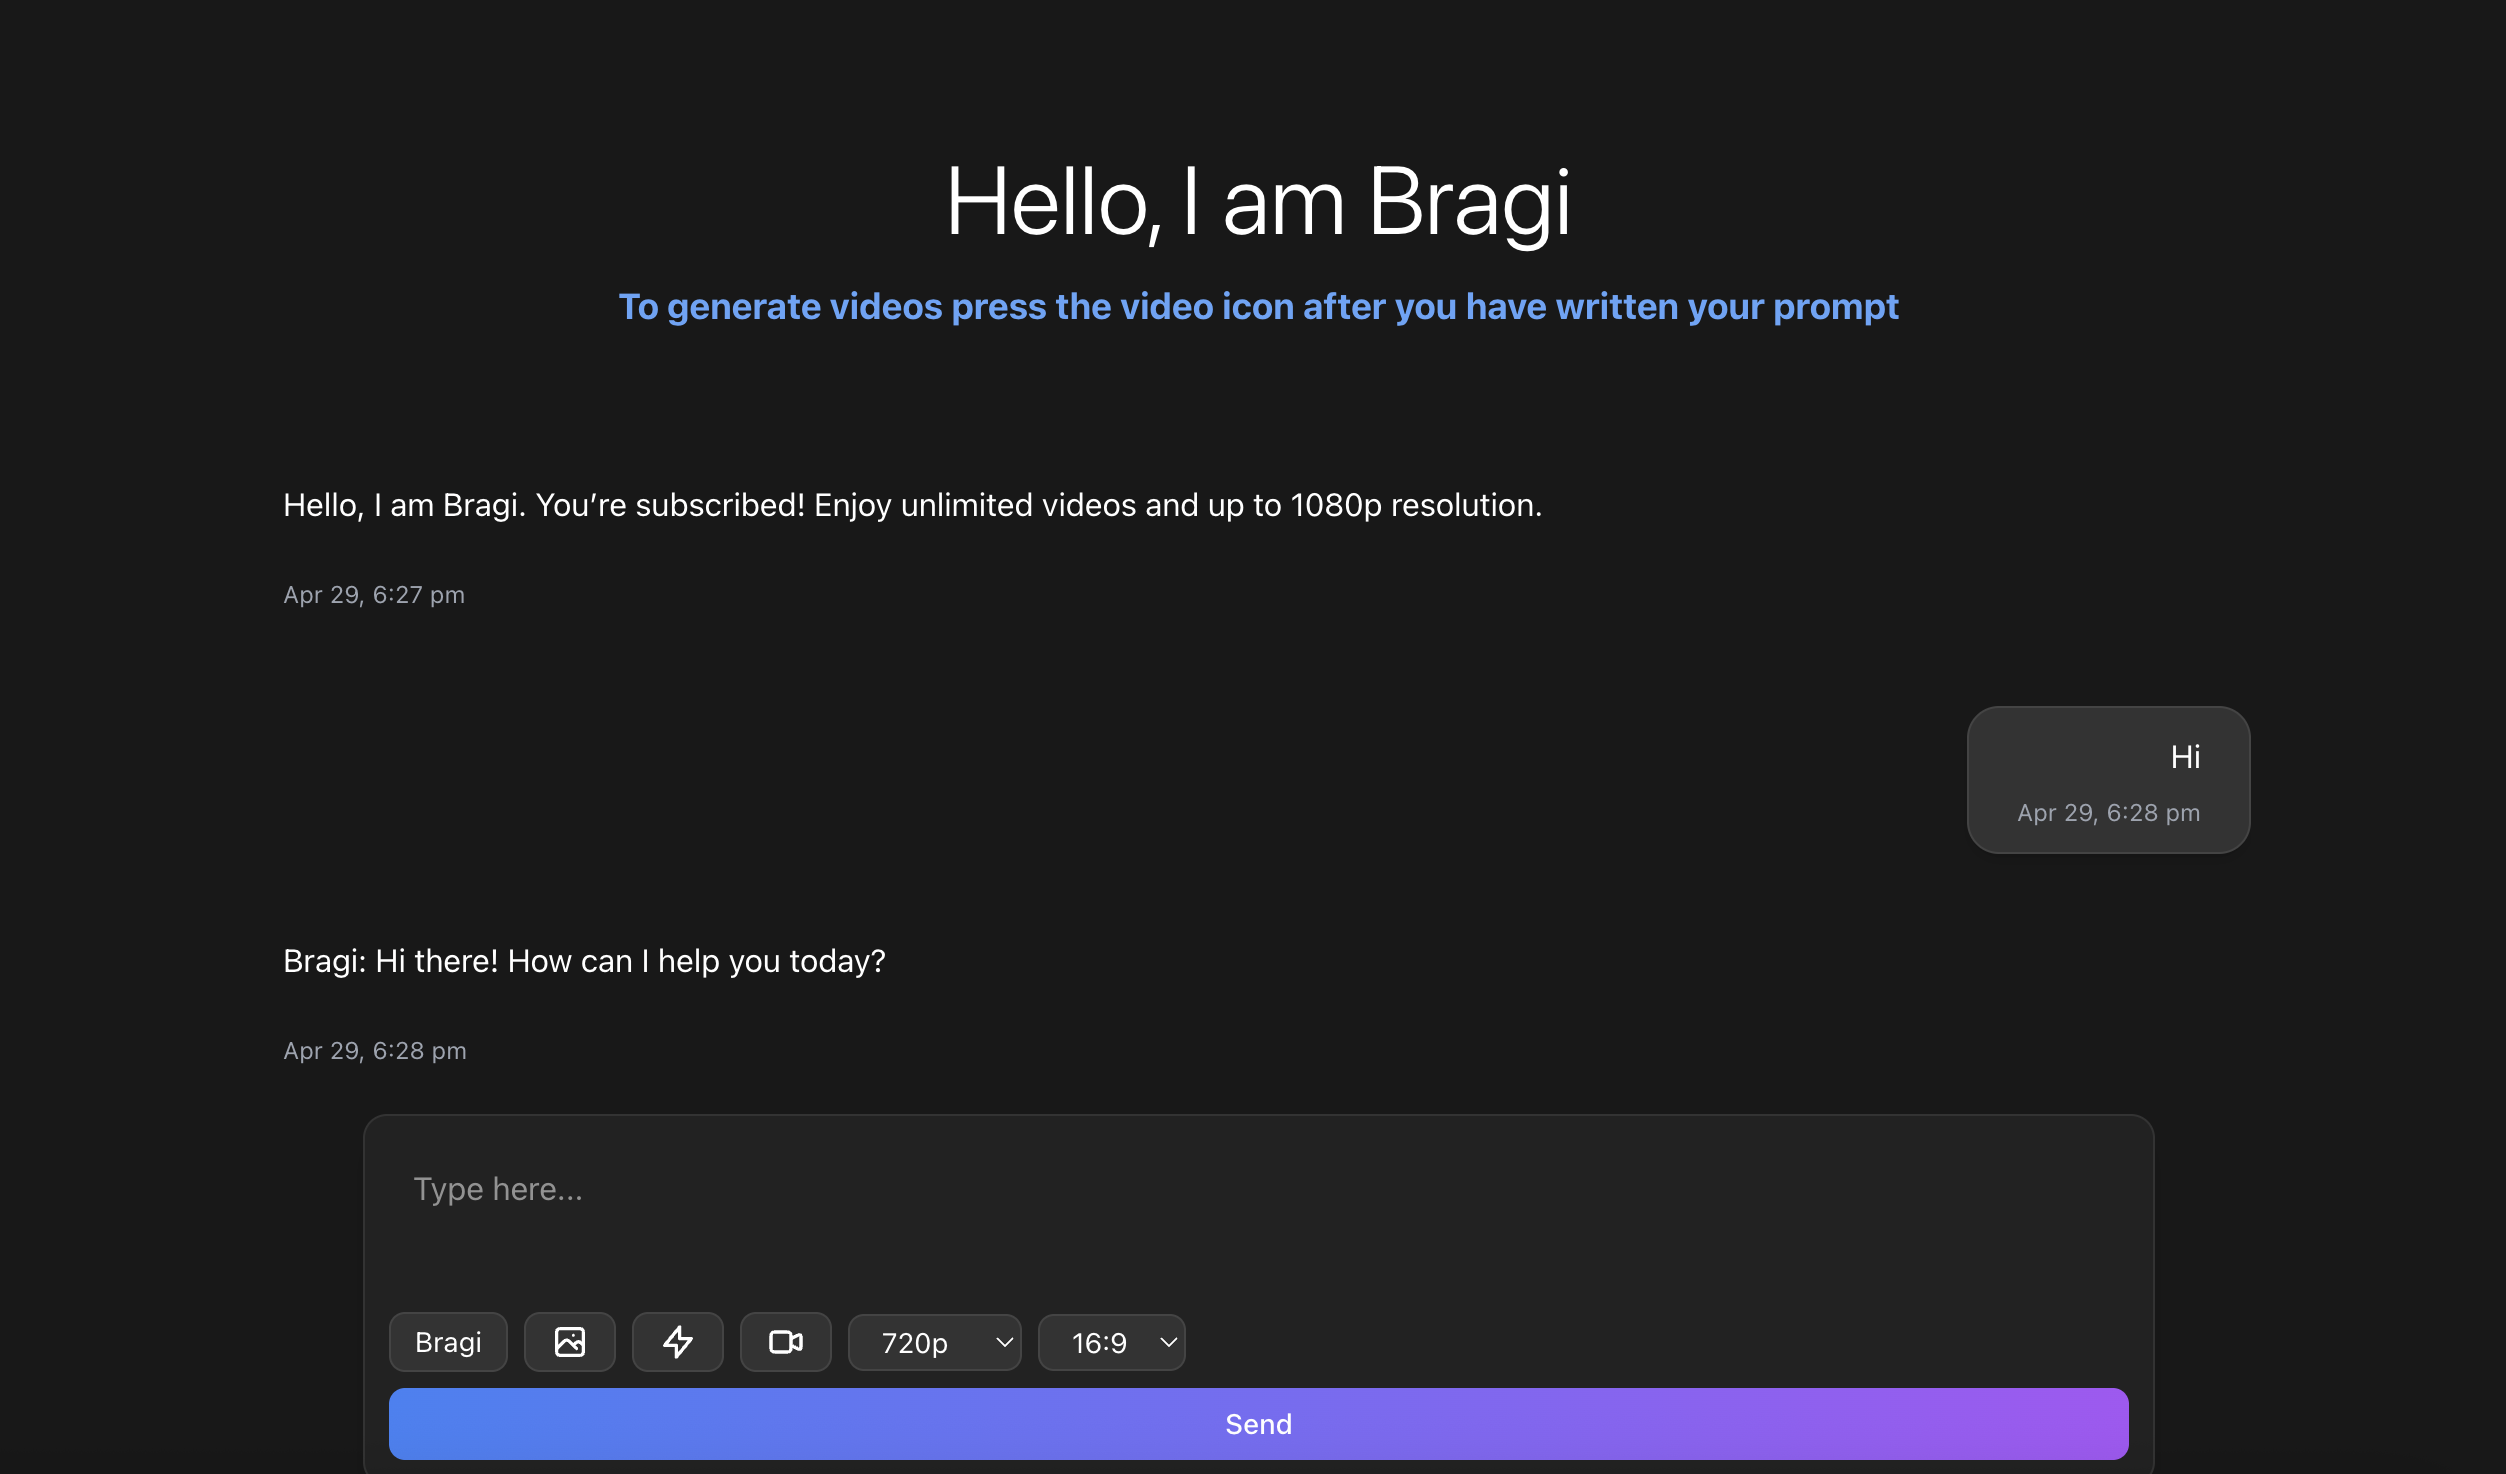 Hello, I am Bragi
To generate videos press the video icon after you have written your prompt
Hello, I am Bragi. You’re subscribed! Enjoy unlimited videos and up to 1080p resolution.
Apr 29, 6:27 pm
Hi
Apr 29, 6:28 pm
Bragi: Hi there! How can I help you today?
Apr 29, 6:28 pm
Type here...
Bragi
720p
16:9
Send